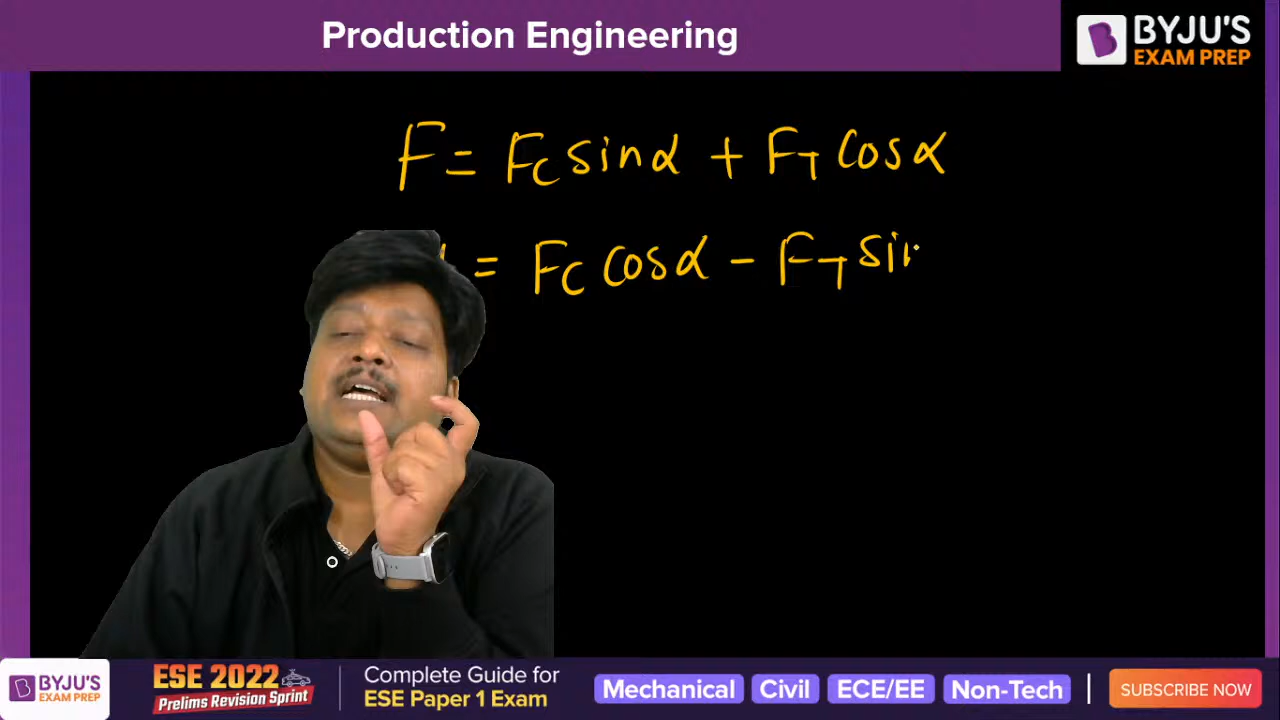 Production Engineering
BYJU'S
EXAM PREP
F = Fc sinα + FT cosα
= Fc cosα - FT sin
BYJU'S
EXAM PREP
ESE 2022
Prelims Revision Sprint
Complete Guide for
ESE Paper 1 Exam
Mechanical
Civil
ECE/EE
Non-Tech
SUBSCRIBE NOW